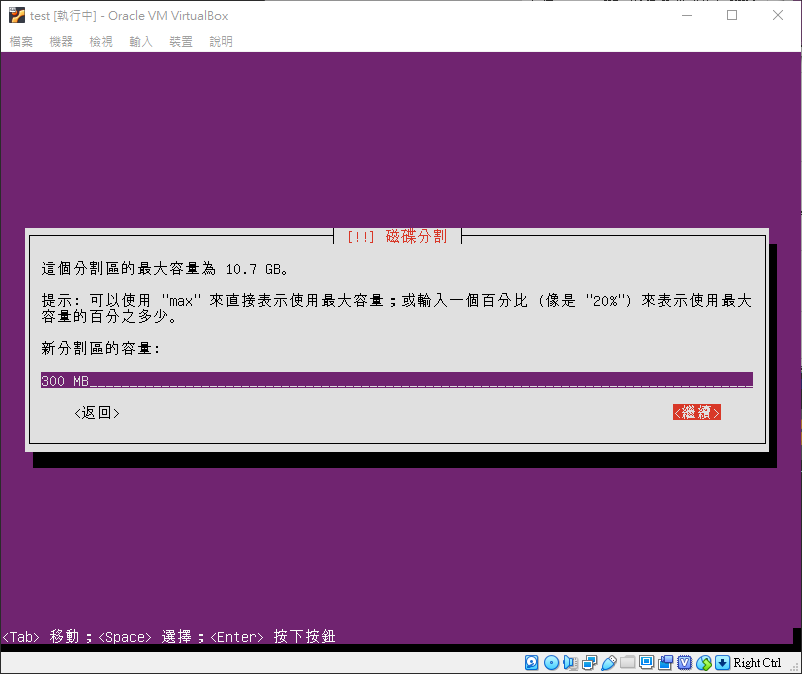 test [執行中] - Oracle VM VirtualBox
檔案 機器 檢視 輸入 裝置 說明
[!!] 磁碟分割
這個分割區的最大容量為 10.7 GB。
提示: 可以使用 "max" 來直接表示使用最大容量；或輸入一個百分比 (像是 "20%") 來表示使用最大
容量的百分之多少。
新分割區的容量:
300 MB
<返回> <繼續>
<Tab> 移動；<Space> 選擇；<Enter> 按下按鈕
Right Ctrl